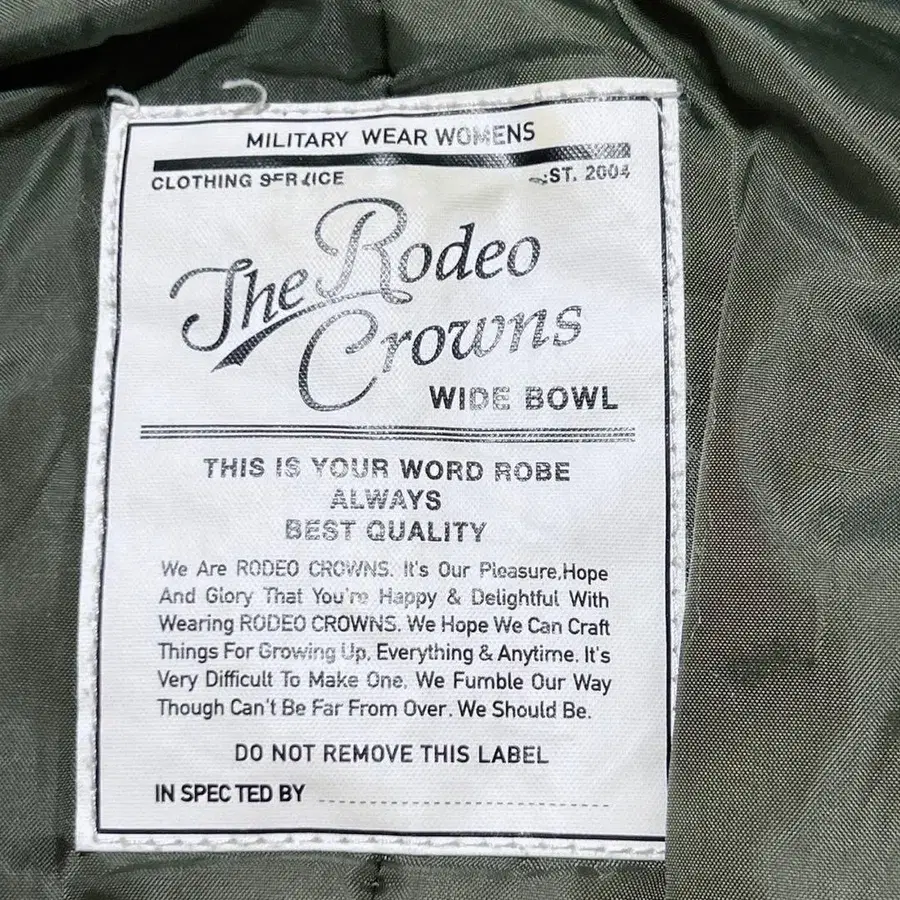 MILITARY WEAR WOMENS
CLOTHING SERVICE EST. 2004
The Rodeo
Crowns
WIDE BOWL
THIS IS YOUR WORD ROBE
ALWAYS
BEST QUALITY
We Are RODEO CROWNS. It's Our Pleasure,Hope
And Glory That You're Happy & Delightful With
Wearing RODEO CROWNS. We Hope We Can Craft
Things For Growing Up, Everything & Anytime. It's
Very Difficult To Make One. We Fumble Our Way
Though Can't Be Far From Over. We Should Be.
DO NOT REMOVE THIS LABEL
IN SPEC TED BY